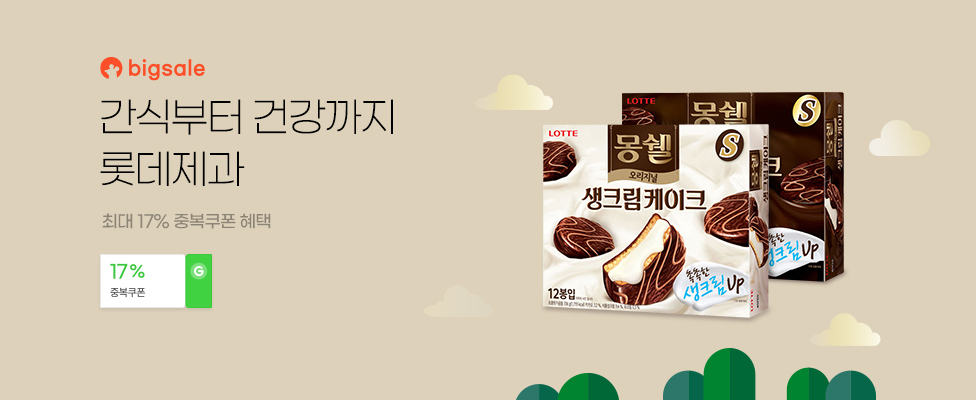 bigsale
간식부터 건강까지
롯데제과
최대 17% 중복쿠폰 혜택
17%
중복쿠폰
G
LOTTE
몽쉘
S
LOTTE
몽쉘
S
오리지널
생크림케이크
촉촉한
생크림UP
12봉입